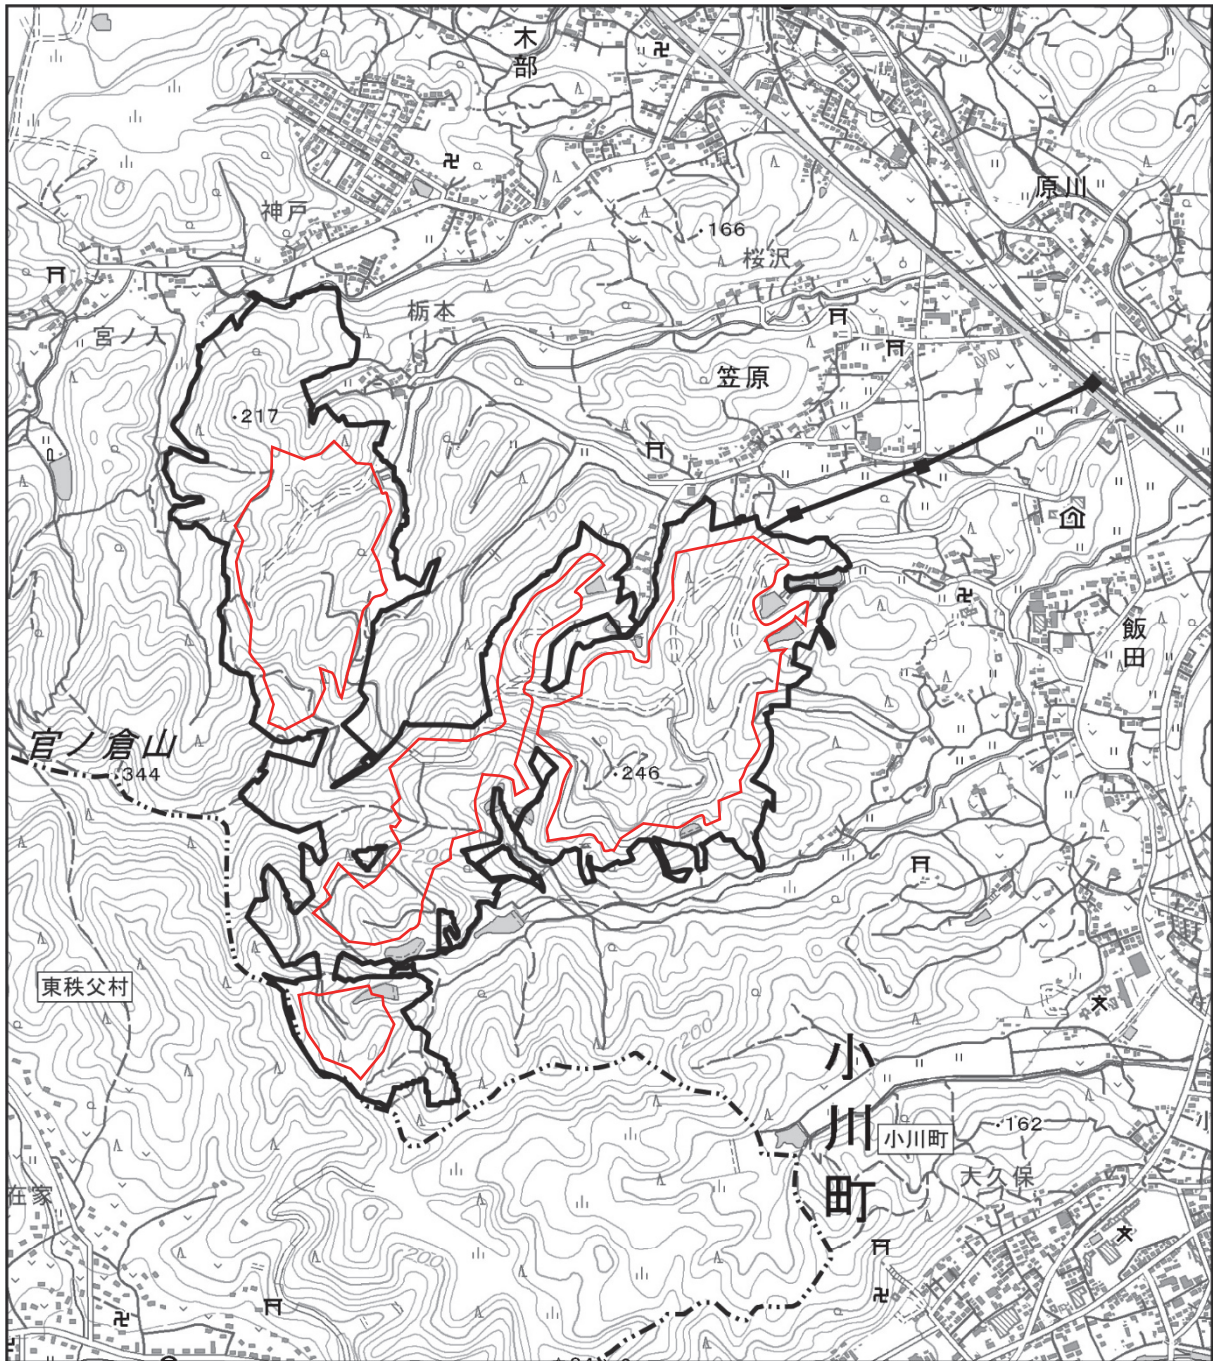 木部
原川
神戸
・166
桜沢
栃本
宮ノ入
笠原
・217
150
飯田
官ノ倉山
・344
・246
200
東秩父村
200
小川町
・162
小川町
大久保
在家
200